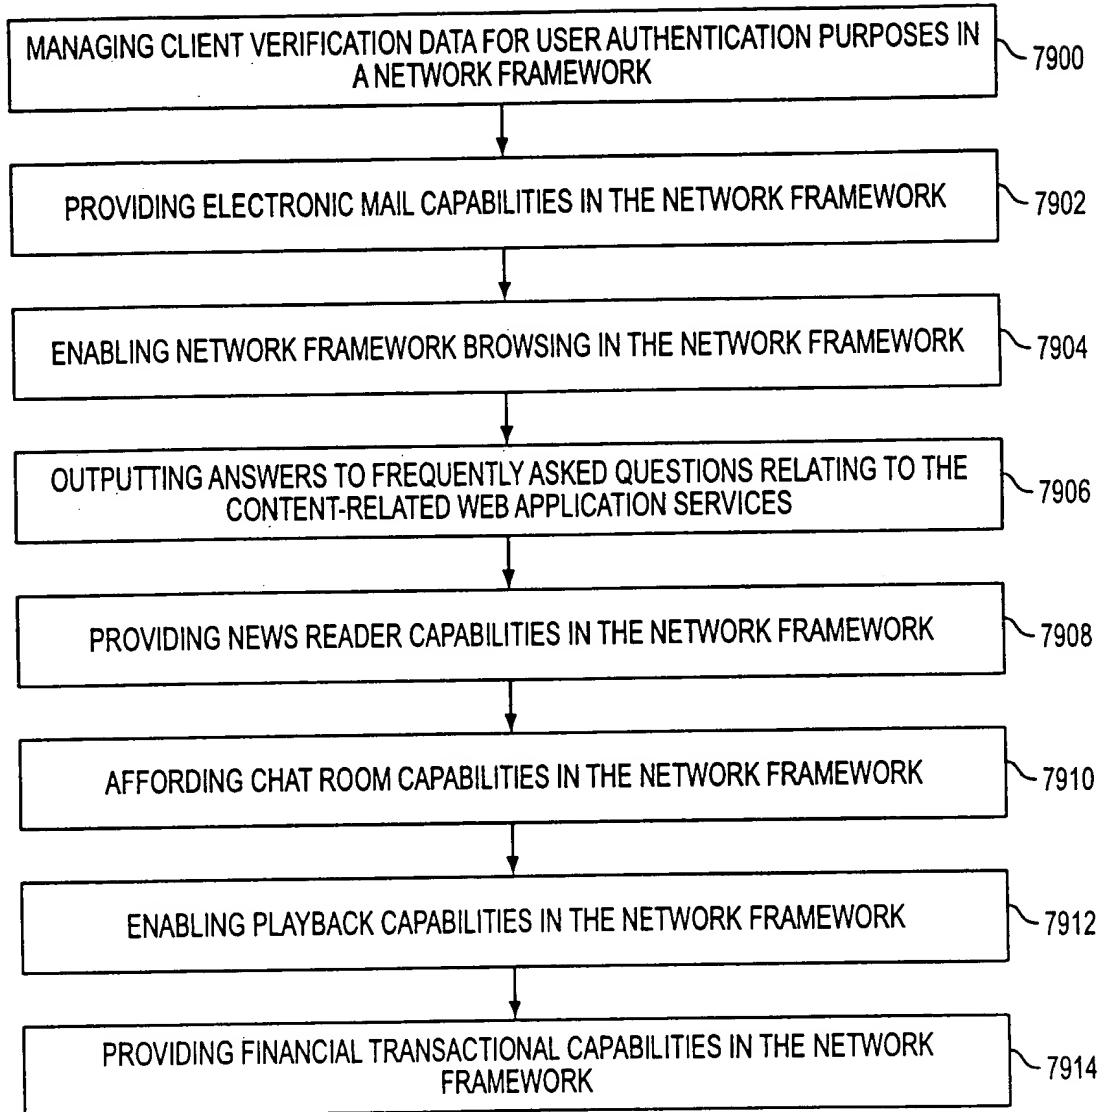 MANAGING CLIENT VERIFICATION DATA FOR USER AUTHENTICATION PURPOSES IN
A NETWORK FRAMEWORK
7900
PROVIDING ELECTRONIC MAIL CAPABILITIES IN THE NETWORK FRAMEWORK
7902
ENABLING NETWORK FRAMEWORK BROWSING IN THE NETWORK FRAMEWORK
7904
OUTPUTTING ANSWERS TO FREQUENTLY ASKED QUESTIONS RELATING TO THE
CONTENT-RELATED WEB APPLICATION SERVICES
7906
PROVIDING NEWS READER CAPABILITIES IN THE NETWORK FRAMEWORK
7908
AFFORDING CHAT ROOM CAPABILITIES IN THE NETWORK FRAMEWORK
7910
ENABLING PLAYBACK CAPABILITIES IN THE NETWORK FRAMEWORK
7912
PROVIDING FINANCIAL TRANSACTIONAL CAPABILITIES IN THE NETWORK
FRAMEWORK
7914